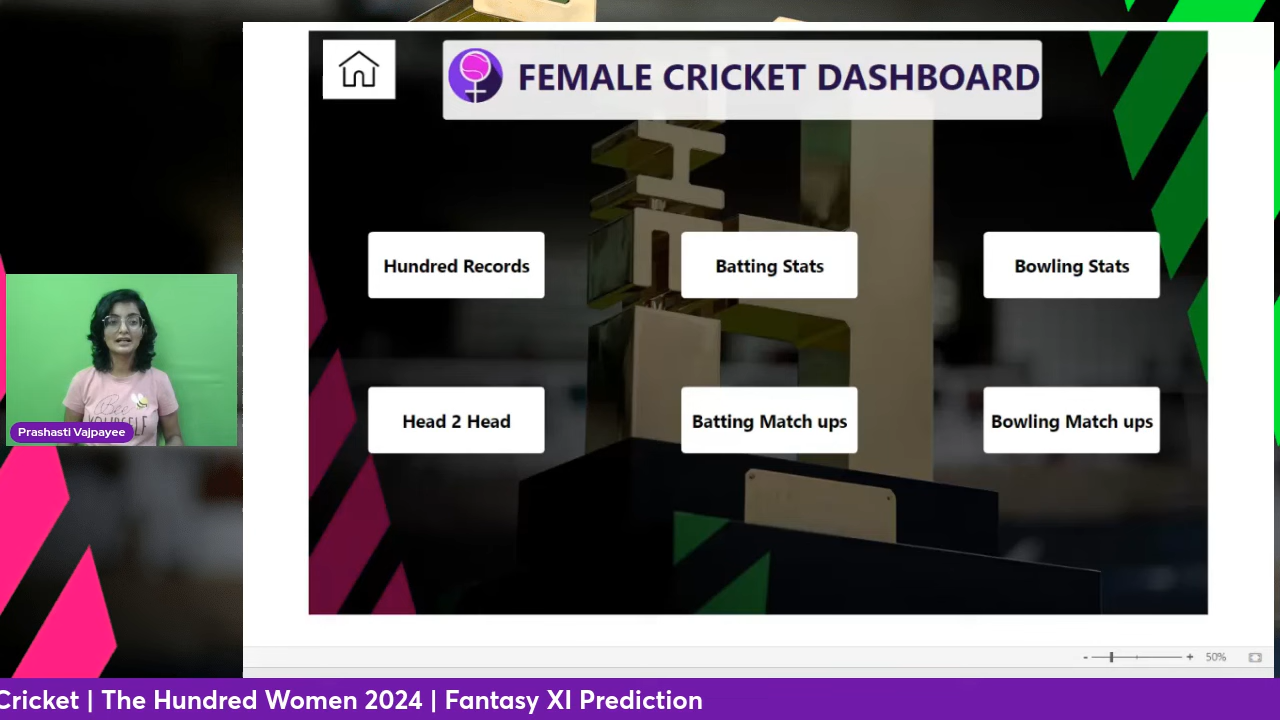 FEMALE CRICKET DASHBOARD
Hundred Records
Batting Stats
Bowling Stats
Head 2 Head
Batting Match ups
Bowling Match ups
Prashasti Vajpayee
50%
Cricket | The Hundred Women 2024 | Fantasy XI Prediction